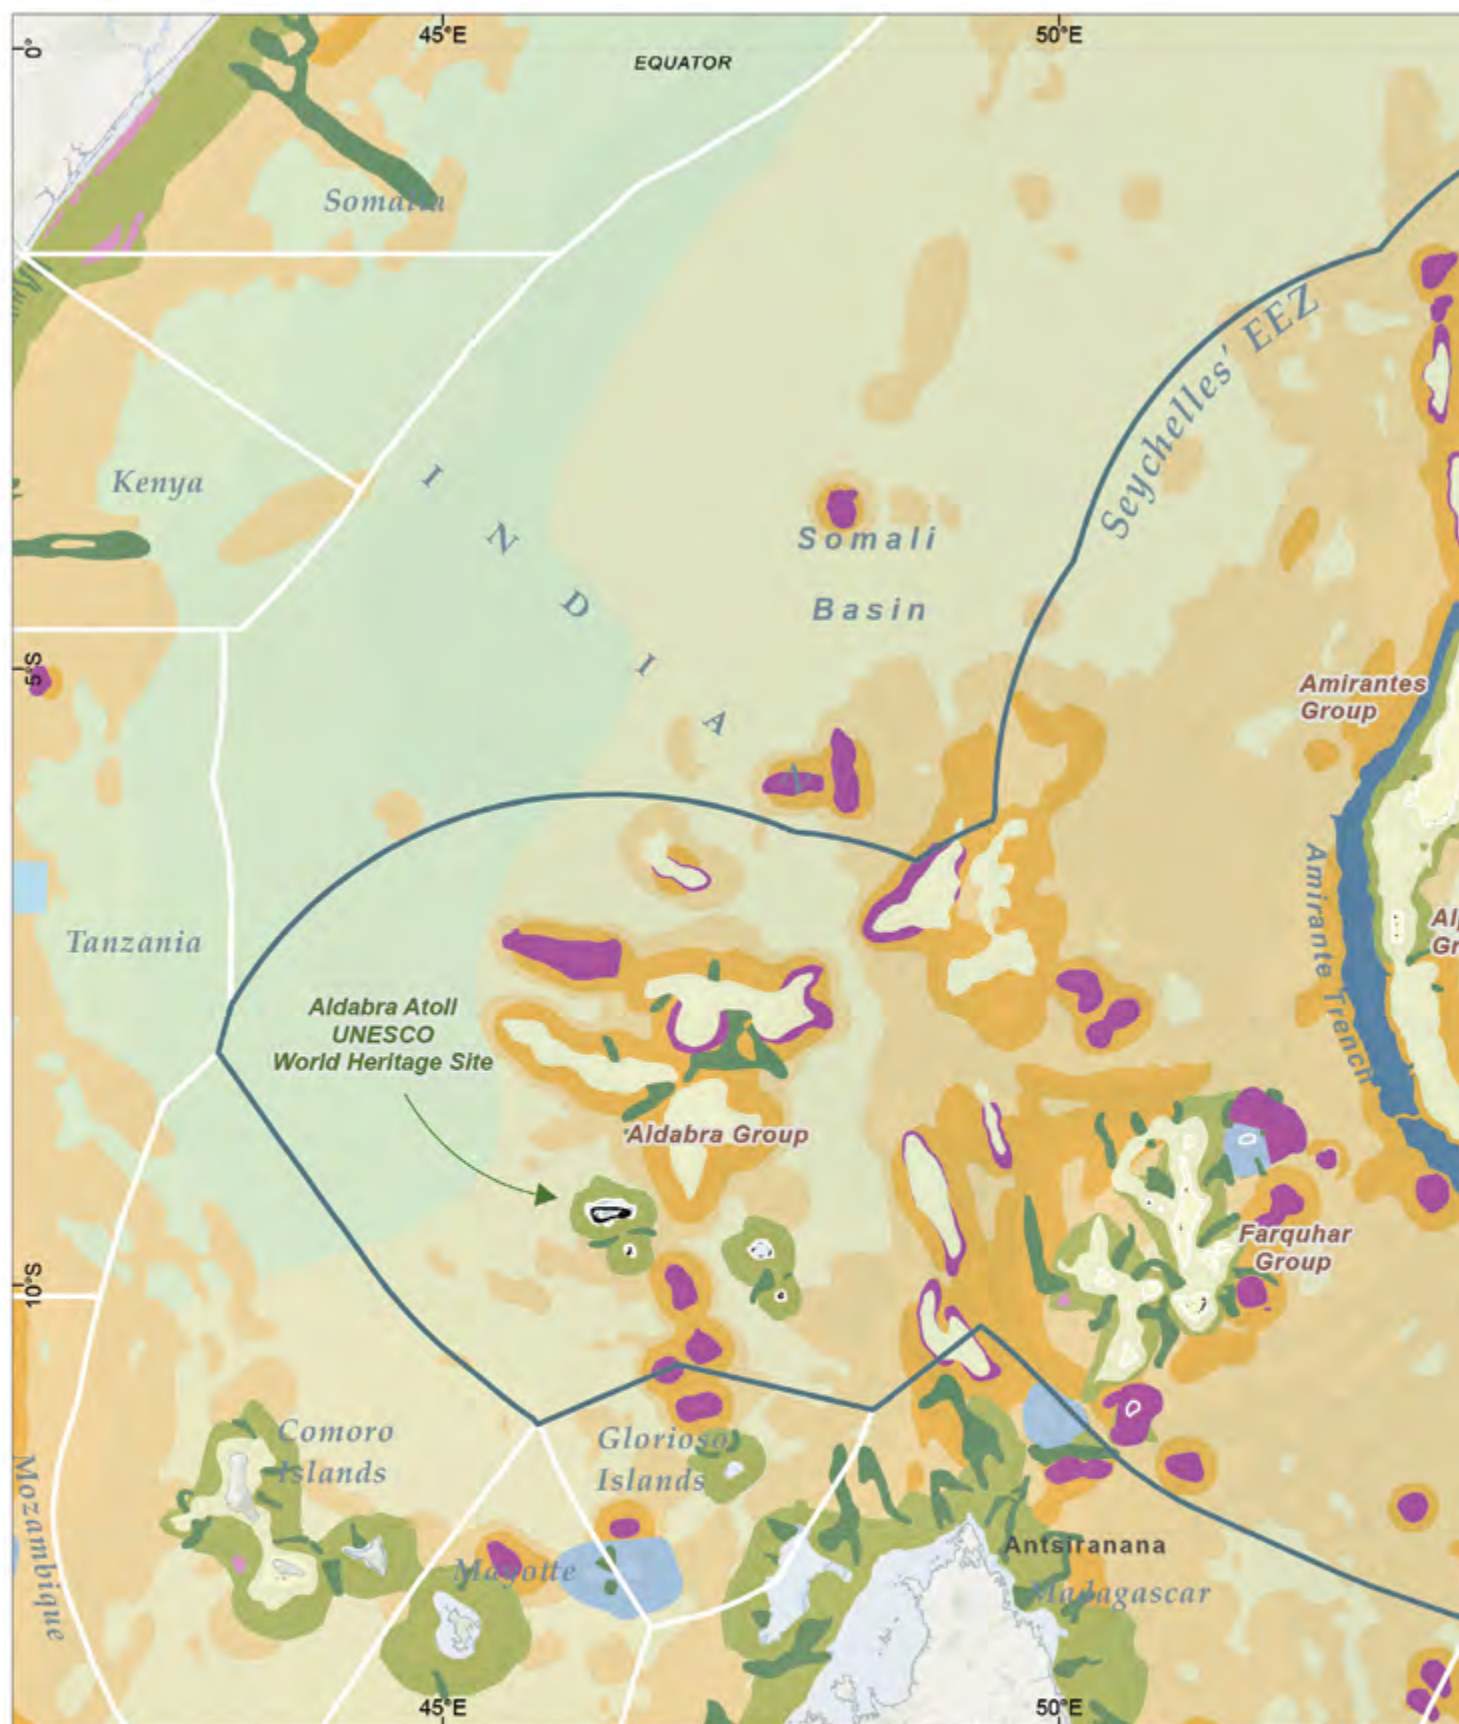 45°E
50°E
0°
EQUATOR
Somalia
Seychelles' EEZ
Kenya
I N D I A
Somali
Basin
5°S
Amirantes
Group
Amirante Trench
Tanzania
Aldabra Atoll
UNESCO
World Heritage Site
Aldabra Group
Farquhar
Group
10°S
Comoro
Islands
Glorioso
Islands
Mozambique
Mayotte
Antsiranana
Madagascar
45°E
50°E